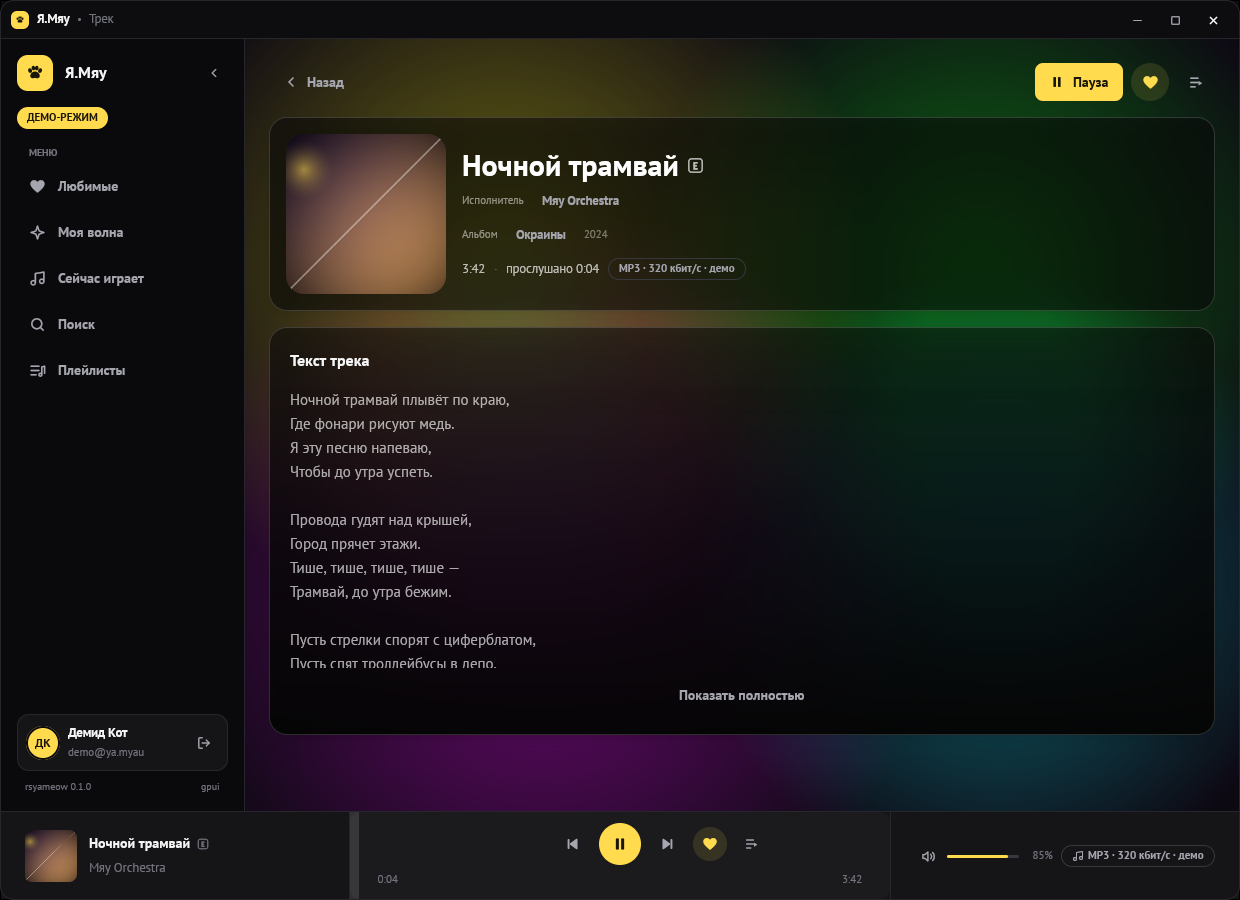 Я.Мяу • Трек
Я.Мяу
ДЕМО-РЕЖИМ
МЕНЮ
Любимые
Моя волна
Сейчас играет
Поиск
Плейлисты
ДК
Демид Кот
demo@ya.myau
rsyameow 0.1.0
gpui
Назад
Пауза
Ночной трамвай E
Исполнитель Мяу Orchestra
Альбом Окраины 2024
3:42 · прослушано 0:04 MP3 · 320 кбит/с · демо
Текст трека
Ночной трамвай плывёт по краю,
Где фонари рисуют медь.
Я эту песню напеваю,
Чтобы до утра успеть.
Провода гудят над крышей,
Город прячет этажи.
Тише, тише, тише, тише —
Трамвай, до утра бежим.
Пусть стрелки спорят с циферблатом,
Пусть спят троллейбусы в депо.
Показать полностью
Ночной трамвай E
Мяу Orchestra
0:04
3:42
85%
MP3 · 320 кбит/с · демо